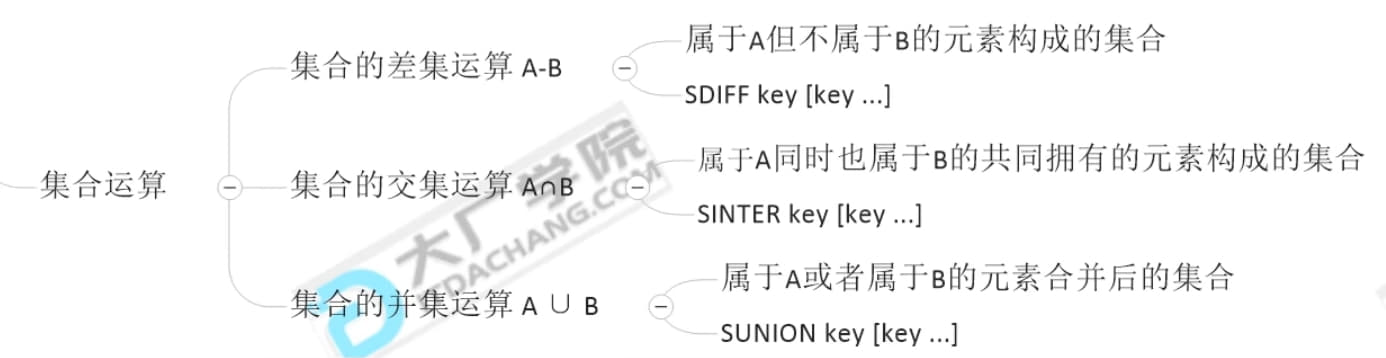 集合运算
集合的差集运算 A-B
属于A但不属于B的元素构成的集合
SDIFF key [key ...]
集合的交集运算 A∩B
属于A同时也属于B的共同拥有的元素构成的集合
SINTER key [key ...]
集合的并集运算 A ∪ B
属于A或者属于B的元素合并后的集合
SUNION key [key ...]
大厂学院
ITDACHANG.COM